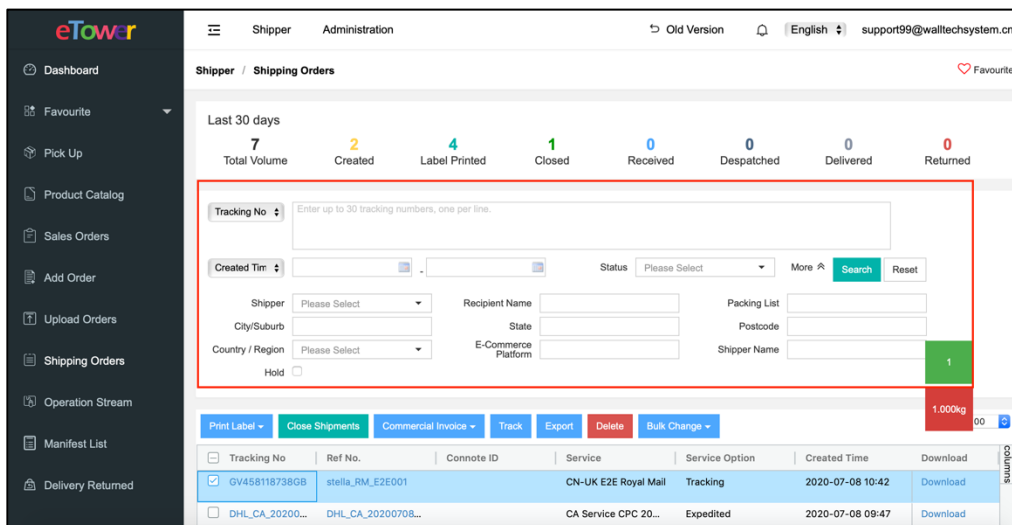 eTower
Shipper Administration Old Version English support99@walltechsystem.cn
Dashboard
Shipper / Shipping Orders Favourite
Favourite
Last 30 days
7 2 4 1 0 0 0 0
Total Volume Created Label Printed Closed Received Despatched Delivered Returned
Pick Up
Product Catalog
Tracking No Enter up to 30 tracking numbers, one per line.
Sales Orders
Add Order
Created Tim - Status Please Select More Search Reset
Upload Orders
Shipper Please Select Recipient Name Packing List
City/Suburb State Postcode
Country / Region Please Select E-Commerce Platform Shipper Name
Shipping Orders
1
Hold
Operation Stream
1.000kg
00
Print Label Close Shipments Commercial Invoice Track Export Delete Bulk Change
Manifest List
Tracking No Ref No. Connote ID Service Service Option Created Time Download
columns
Delivery Returned
GV458118738GB stella_RM_E2E001 CN-UK E2E Royal Mail Tracking 2020-07-08 10:42 Download
DHL_CA_20200... DHL_CA_20200708... CA Service CPC 20... Expedited 2020-07-08 09:47 Download